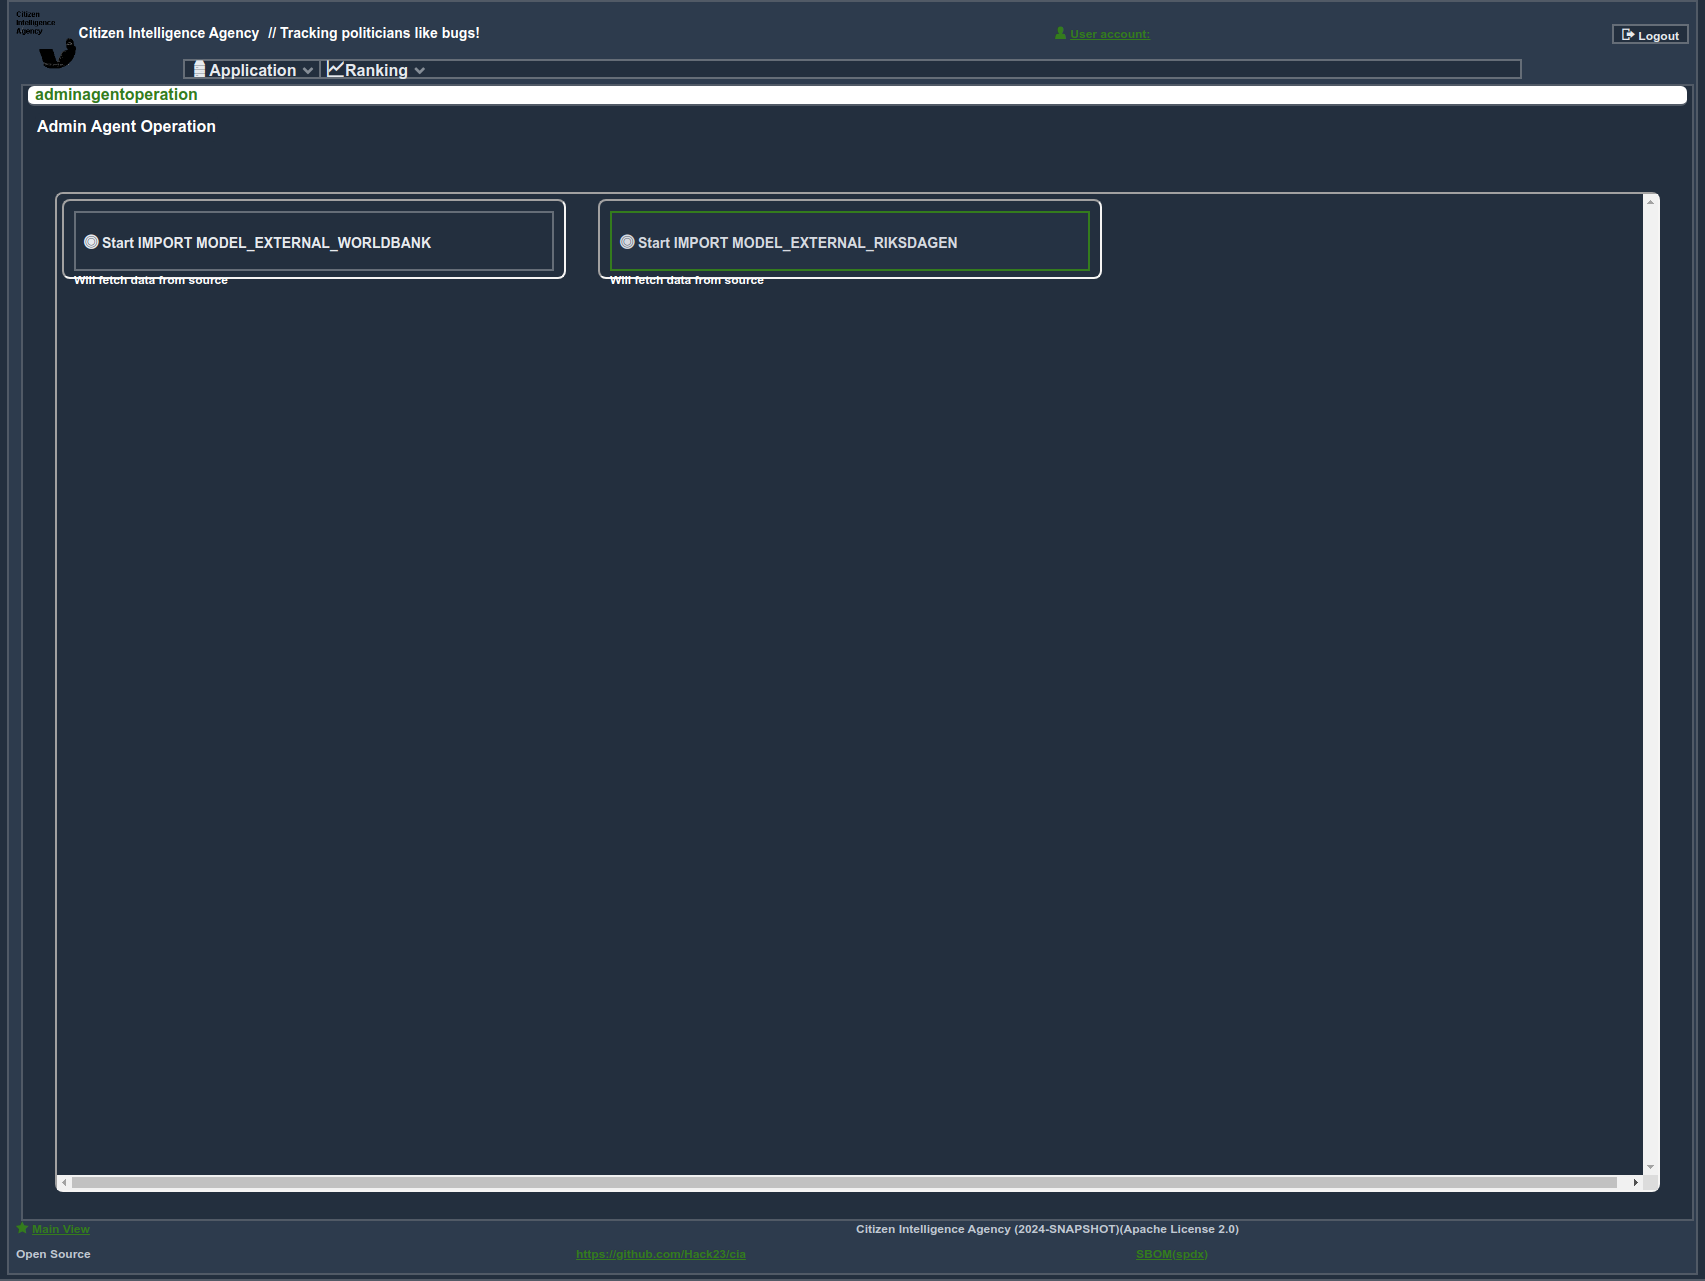 Citizen
Intelligence
Agency
Citizen Intelligence Agency // Tracking politicians like bugs!
User account:
Logout
Application
Ranking
adminagentoperation
Admin Agent Operation
Start IMPORT MODEL_EXTERNAL_WORLDBANK
Will fetch data from source
Start IMPORT MODEL_EXTERNAL_RIKSDAGEN
Will fetch data from source
Main View
Citizen Intelligence Agency (2024-SNAPSHOT)(Apache License 2.0)
Open Source
https://github.com/Hack23/cia
SBOM(spdx)